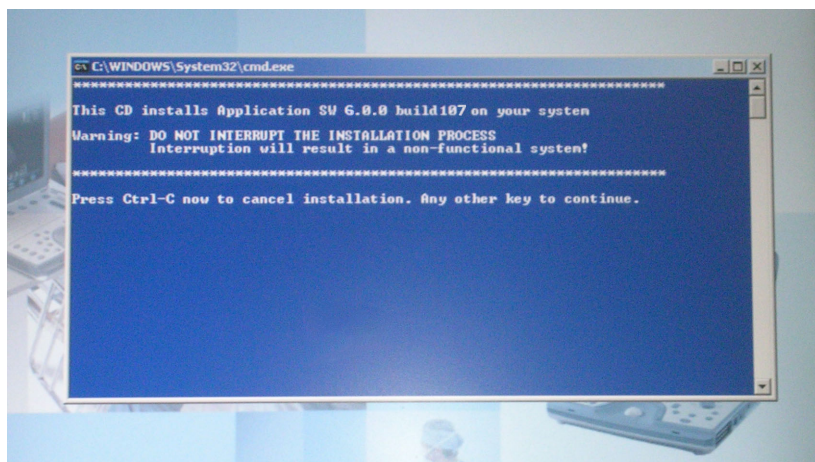 C:\WINDOWS\System32\cmd.exe
*********************************************************************
This CD installs Application SW 6.0.0 build107 on your system
Warning: DO NOT INTERRUPT THE INSTALLATION PROCESS
Interruption will result in a non-functional system!
*********************************************************************
Press Ctrl-C now to cancel installation. Any other key to continue.